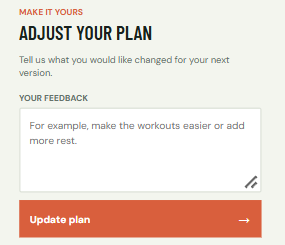 MAKE IT YOURS
ADJUST YOUR PLAN
Tell us what you would like changed for your next
version.
YOUR FEEDBACK
For example, make the workouts easier or add
more rest.
Update plan →